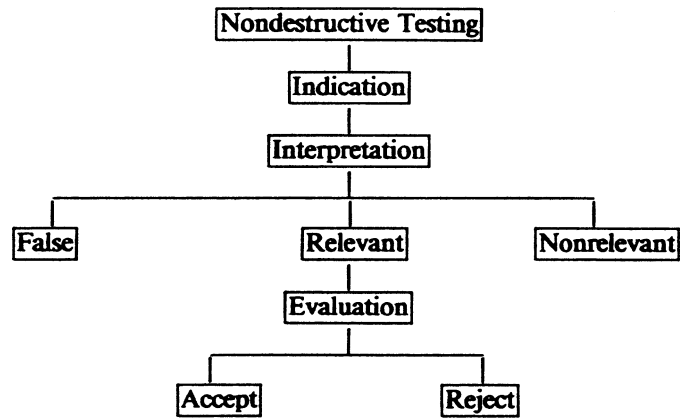 Nondestructive Testing
Indication
Interpretation
False
Relevant
Nonrelevant
Evaluation
Accept
Reject